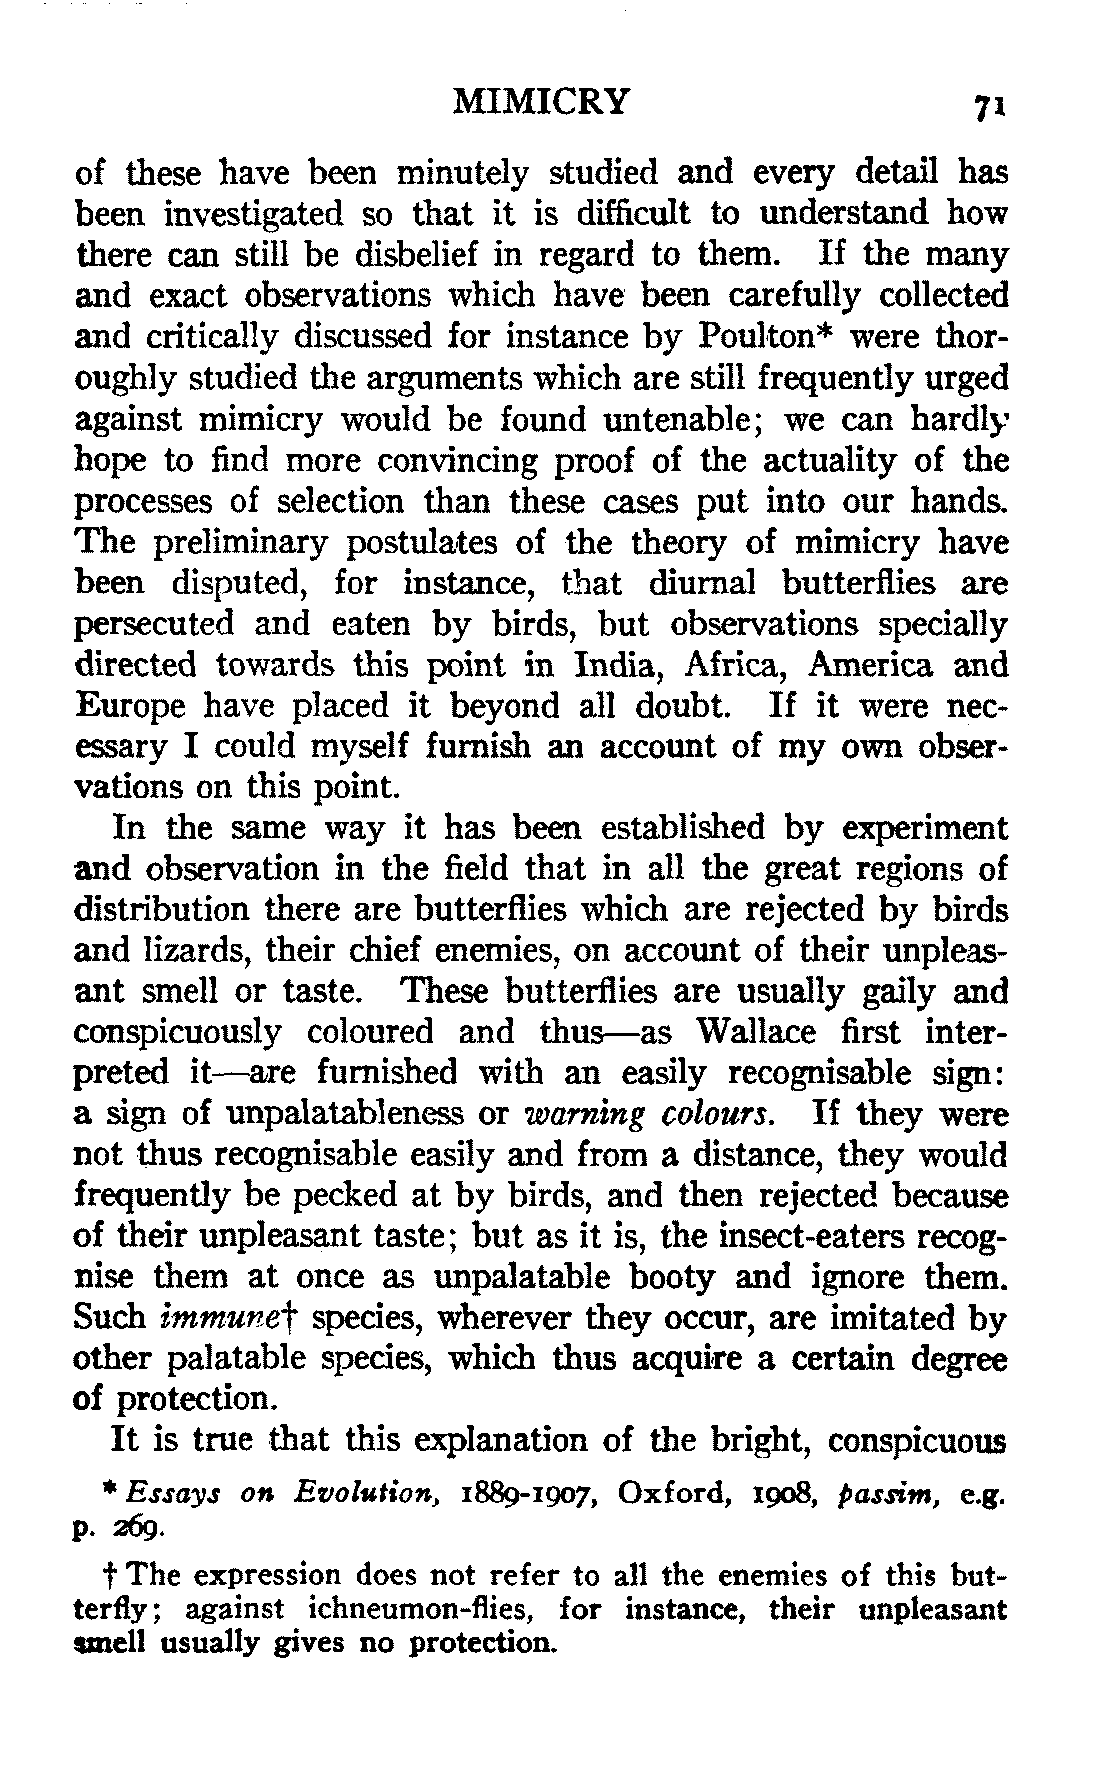 MIMICRY 71
of these have been minutely studied and every detail has
been investigated so that it is difficult to understand how
there can still be disbelief in regard to them. If the many
and exact observations which have been carefully collected
and critically discussed for instance by Poulton* were thor-
oughly studied the arguments which are still frequently urged
against mimicry would be found untenable; we can hardly
hope to find more convincing proof of the actuality of the
processes of selection than these cases put into our hands.
The preliminary postulates of the theory of mimicry have
been disputed, for instance, that diurnal butterflies are
persecuted and eaten by birds, but observations specially
directed towards this point in India, Africa, America and
Europe have placed it beyond all doubt. If it were nec-
essary I could myself furnish an account of my own obser-
vations on this point.
In the same way it has been established by experiment
and observation in the field that in all the great regions of
distribution there are butterflies which are rejected by birds
and lizards, their chief enemies, on account of their unpleas-
ant smell or taste. These butterflies are usually gaily and
conspicuously coloured and thus—as Wallace first inter-
preted it—are furnished with an easily recognisable sign:
a sign of unpalatableness or warning colours. If they were
not thus recognisable easily and from a distance, they would
frequently be pecked at by birds, and then rejected because
of their unpleasant taste; but as it is, the insect-eaters recog-
nise them at once as unpalatable booty and ignore them.
Such immune† species, wherever they occur, are imitated by
other palatable species, which thus acquire a certain degree
of protection.
It is true that this explanation of the bright, conspicuous
* Essays on Evolution, 1889-1907, Oxford, 1908, passim, e.g.
p. 269.
† The expression does not refer to all the enemies of this but-
terfly; against ichneumon-flies, for instance, their unpleasant
smell usually gives no protection.